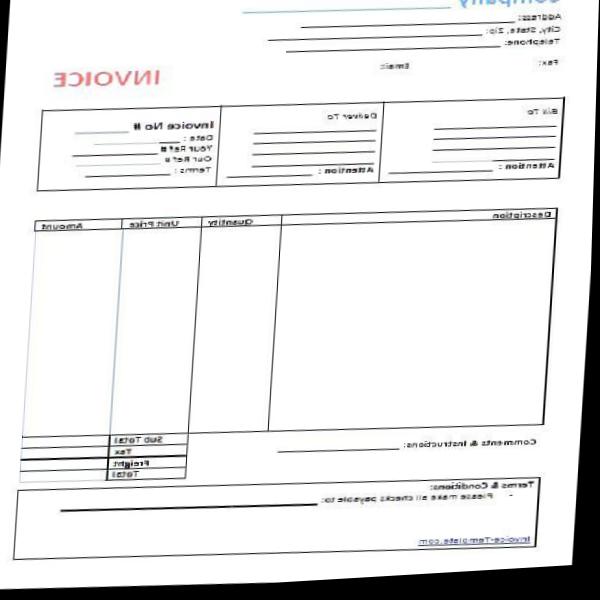 Company
Address:
City, State, Zip:
Telephone:
Fax: Email:
INVOICE
Bill To
Attention :
Deliver To
Attention :
Invoice No #
Date :
Your Ref #
Our Ref #
Terms :
Description Quantity Unit Price Amount
Comments & Instructions:
Sub Total
Tax
Freight
Total
Terms & Conditions:
- Please make all checks payable to:
Invoice-Template.com